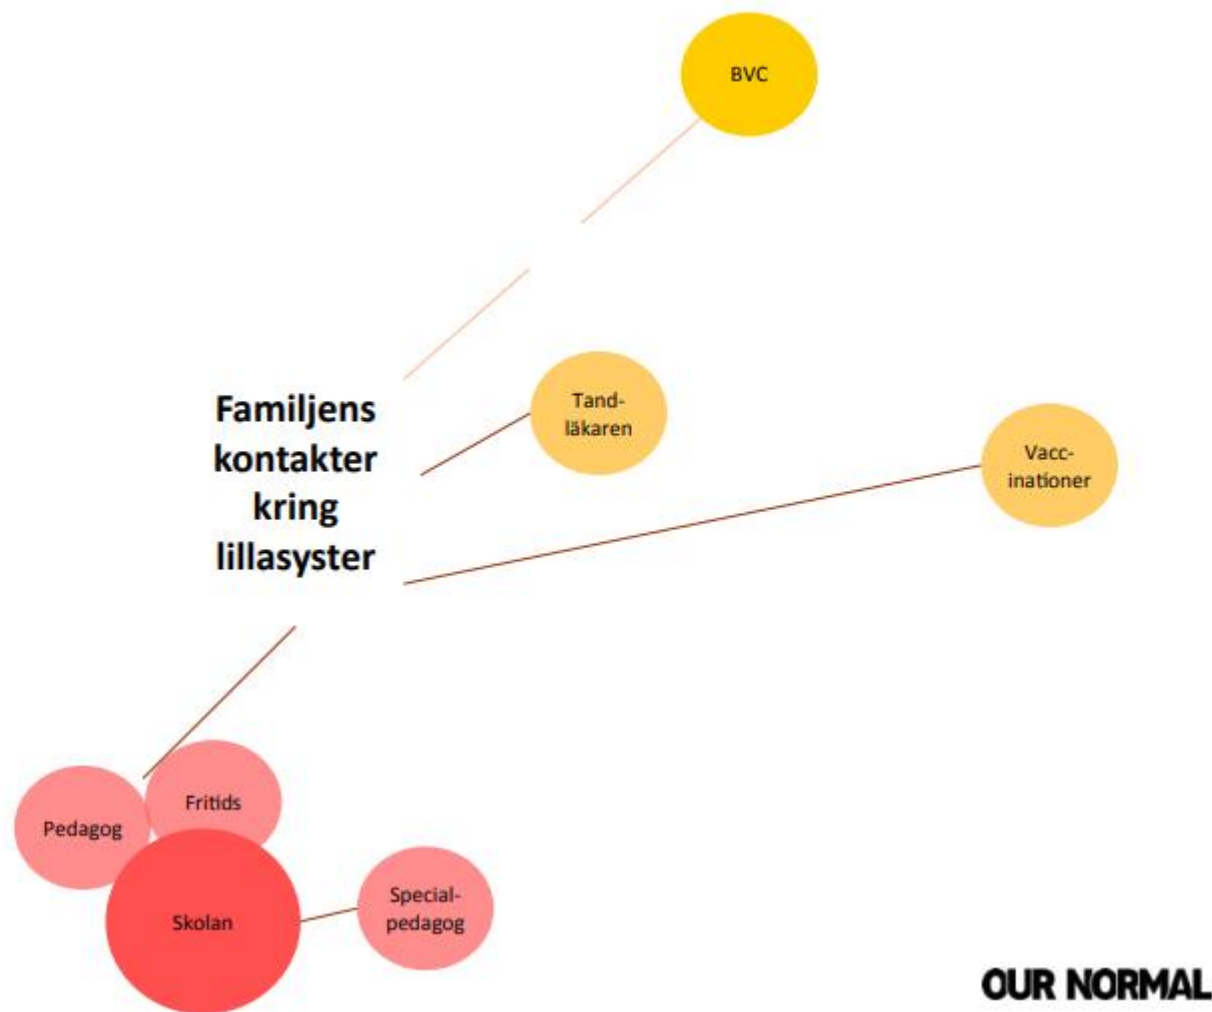 BVC
Familjens
kontakter
kring
lillasyster
Tand-
läkaren
Vacc-
inationer
Pedagog
Fritids
Skolan
Special-
pedagog
OUR NORMAL